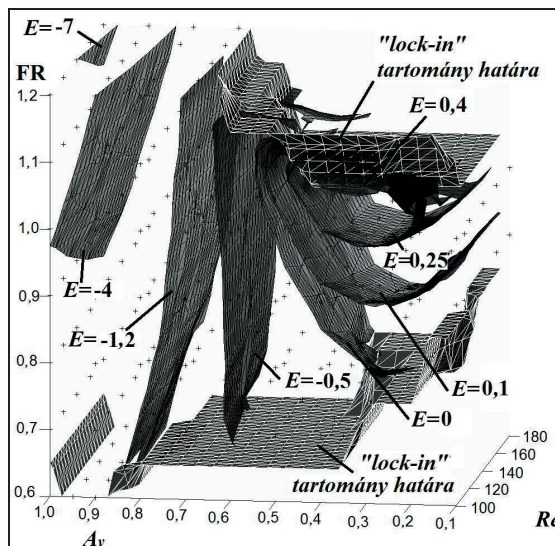 E=-7
"lock-in"
tartomány határa
FR
E=0,4
1,2
1,1
1,0
E=0,25
0,9
E=-4
E=-1,2
0,8
E=-0,5
E=0,1
E=0
0,7
"lock-in"
tartomány határa
0,6
180
160
140
120
100
1,0 0,9 0,8 0,7 0,6 0,5 0,4 0,3 0,2 0,1
Ay